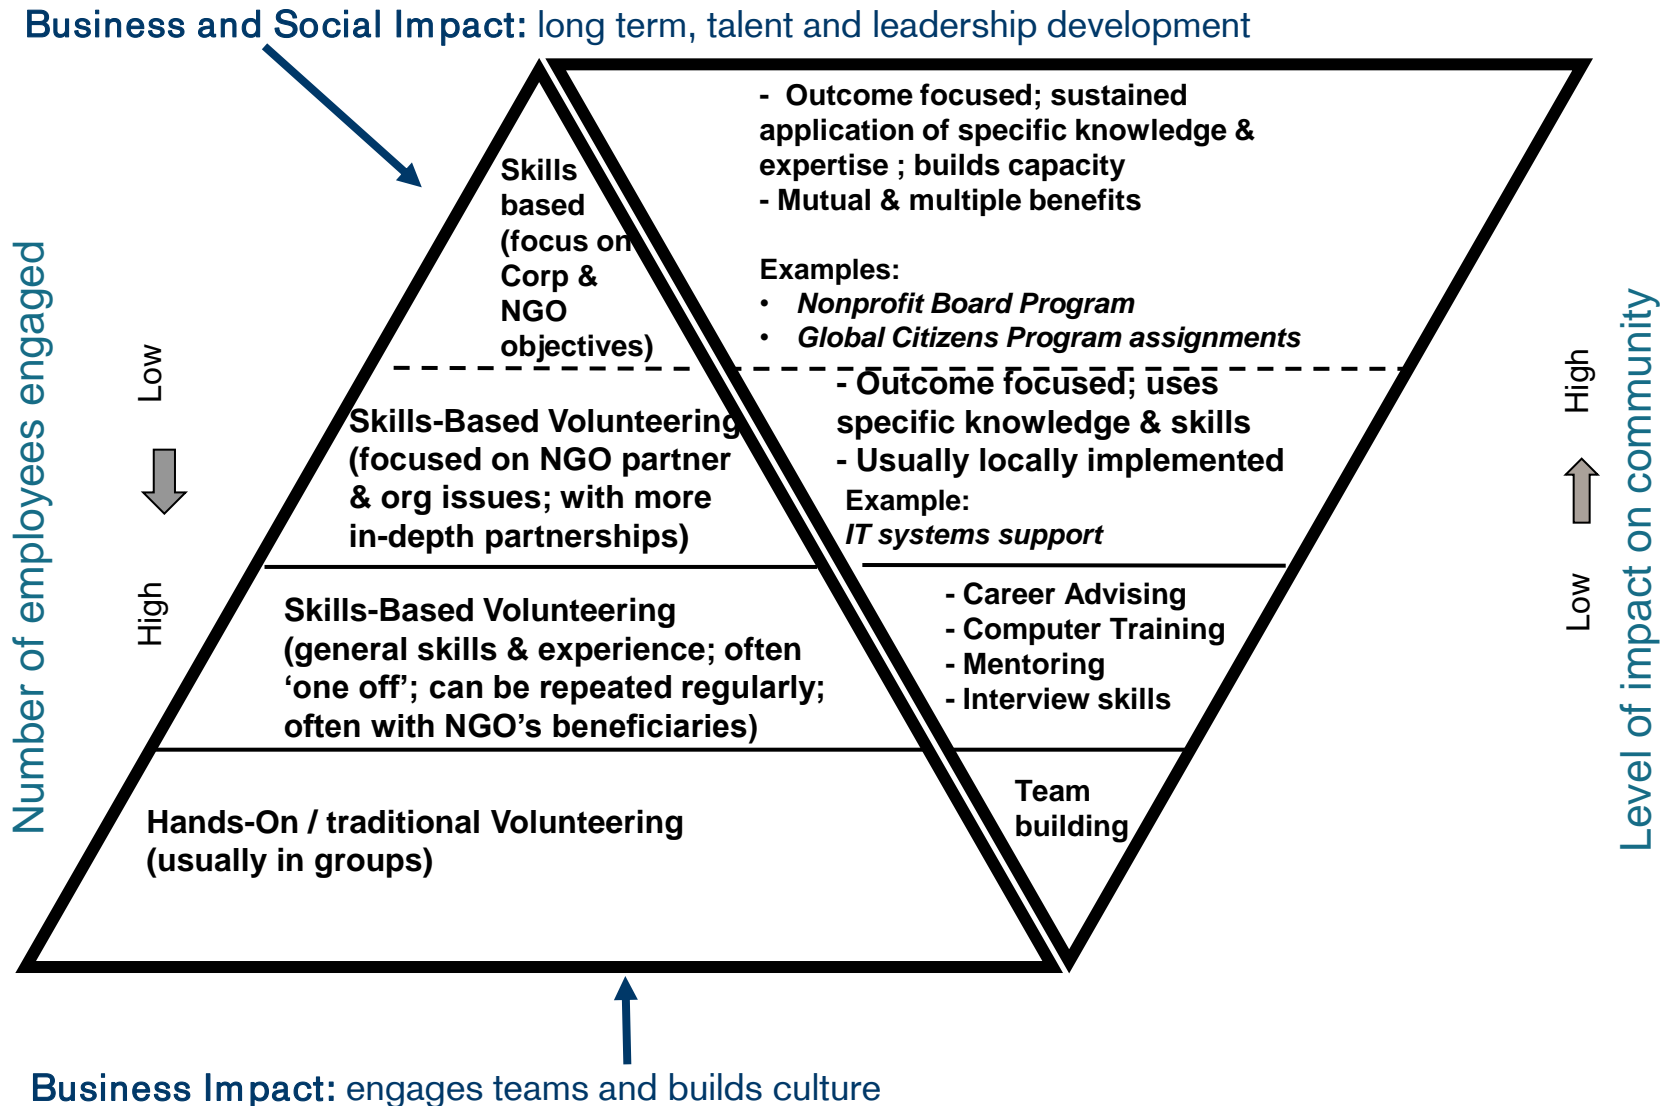 Business and Social Impact: long term, talent and leadership development
Number of employees engaged
Low
High
Skills
based
(focus on
Corp &
NGO
objectives)
Skills-Based Volunteering
(focused on NGO partner
& org issues; with more
in-depth partnerships)
Skills-Based Volunteering
(general skills & experience; often
‘one off’; can be repeated regularly;
often with NGO’s beneficiaries)
Hands-On / traditional Volunteering
(usually in groups)
- Outcome focused; sustained
application of specific knowledge &
expertise ; builds capacity
- Mutual & multiple benefits
Examples:
• Nonprofit Board Program
• Global Citizens Program assignments
- Outcome focused; uses
specific knowledge & skills
- Usually locally implemented
Example:
IT systems support
- Career Advising
- Computer Training
- Mentoring
- Interview skills
Team
building
High
Low
Level of impact on community
Business Impact: engages teams and builds culture